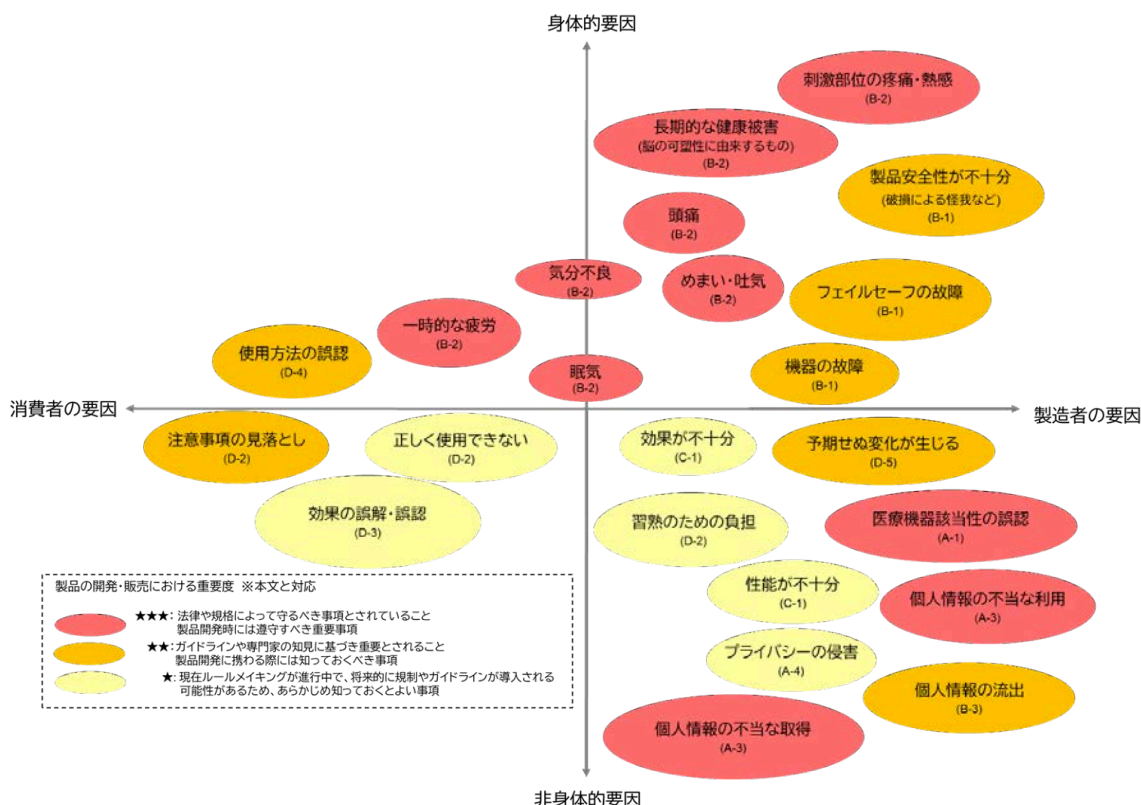 身体的要因
刺激部位の疼痛・熱感
(B-2)
長期的な健康被害
(脳の可塑性に由来するもの)
(B-2)
製品安全性が不十分
(破損による怪我など)
(B-1)
頭痛
(B-2)
気分不良
(B-2)
めまい・吐気
(B-2)
フェイルセーフの故障
(B-1)
一時的な疲労
(B-2)
使用方法の誤認
(D-4)
眠気
(B-2)
機器の故障
(B-1)
消費者の要因
製造者の要因
注意事項の見落とし
(D-2)
正しく使用できない
(D-2)
効果が不十分
(C-1)
予期せぬ変化が生じる
(D-5)
効果の誤解・誤認
(D-3)
習熟のための負担
(D-2)
医療機器該当性の誤認
(A-1)
性能が不十分
(C-1)
個人情報の不当な利用
(A-3)
プライバシーの侵害
(A-4)
個人情報の流出
(B-3)
個人情報の不当な取得
(A-3)
非身体的要因
製品の開発・販売における重要度 ※本文と対応
★★★: 法律や規格によって守るべき事項とされていること
製品開発時には遵守すべき重要事項
★★: ガイドラインや専門家の知見に基づき重要とされること
製品開発に携わる際には知っておくべき事項
★: 現在ルールメイキングが進行中で、将来的に規制やガイドラインが導入される
可能性があるため、あらかじめ知っておくとよい事項